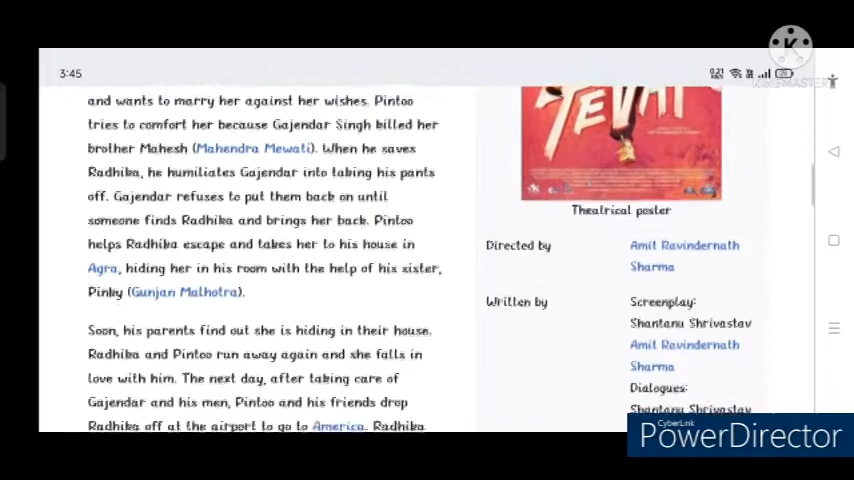 3:45
KINEMASTER
and wants to marry her against her wishes. Pintoo
tries to comfort her because Gajendar Singh killed her
brother Mahesh (Mahendra Mewati). When he saves
Radhika, he humiliates Gajendar into taking his pants
off. Gajendar refuses to put them back on until
someone finds Radhika and brings her back. Pintoo
helps Radhika escape and takes her to his house in
Agra, hiding her in his room with the help of his sister,
Pinky (Gunjan Malhotra).
Soon, his parents find out she is hiding in their house.
Radhika and Pintoo run away again and she falls in
love with him. The next day, after taking care of
Gajendar and his men, Pintoo and his friends drop
Radhika off at the airport to go to America. Radhika
TEVAR
Theatrical poster
Directed by
Amit Ravindernath
Sharma
Written by
Screenplay:
Shantanu Shrivastav
Amit Ravindernath
Sharma
Dialogues:
Shantanu Shrivastav
CyberLink
PowerDirector